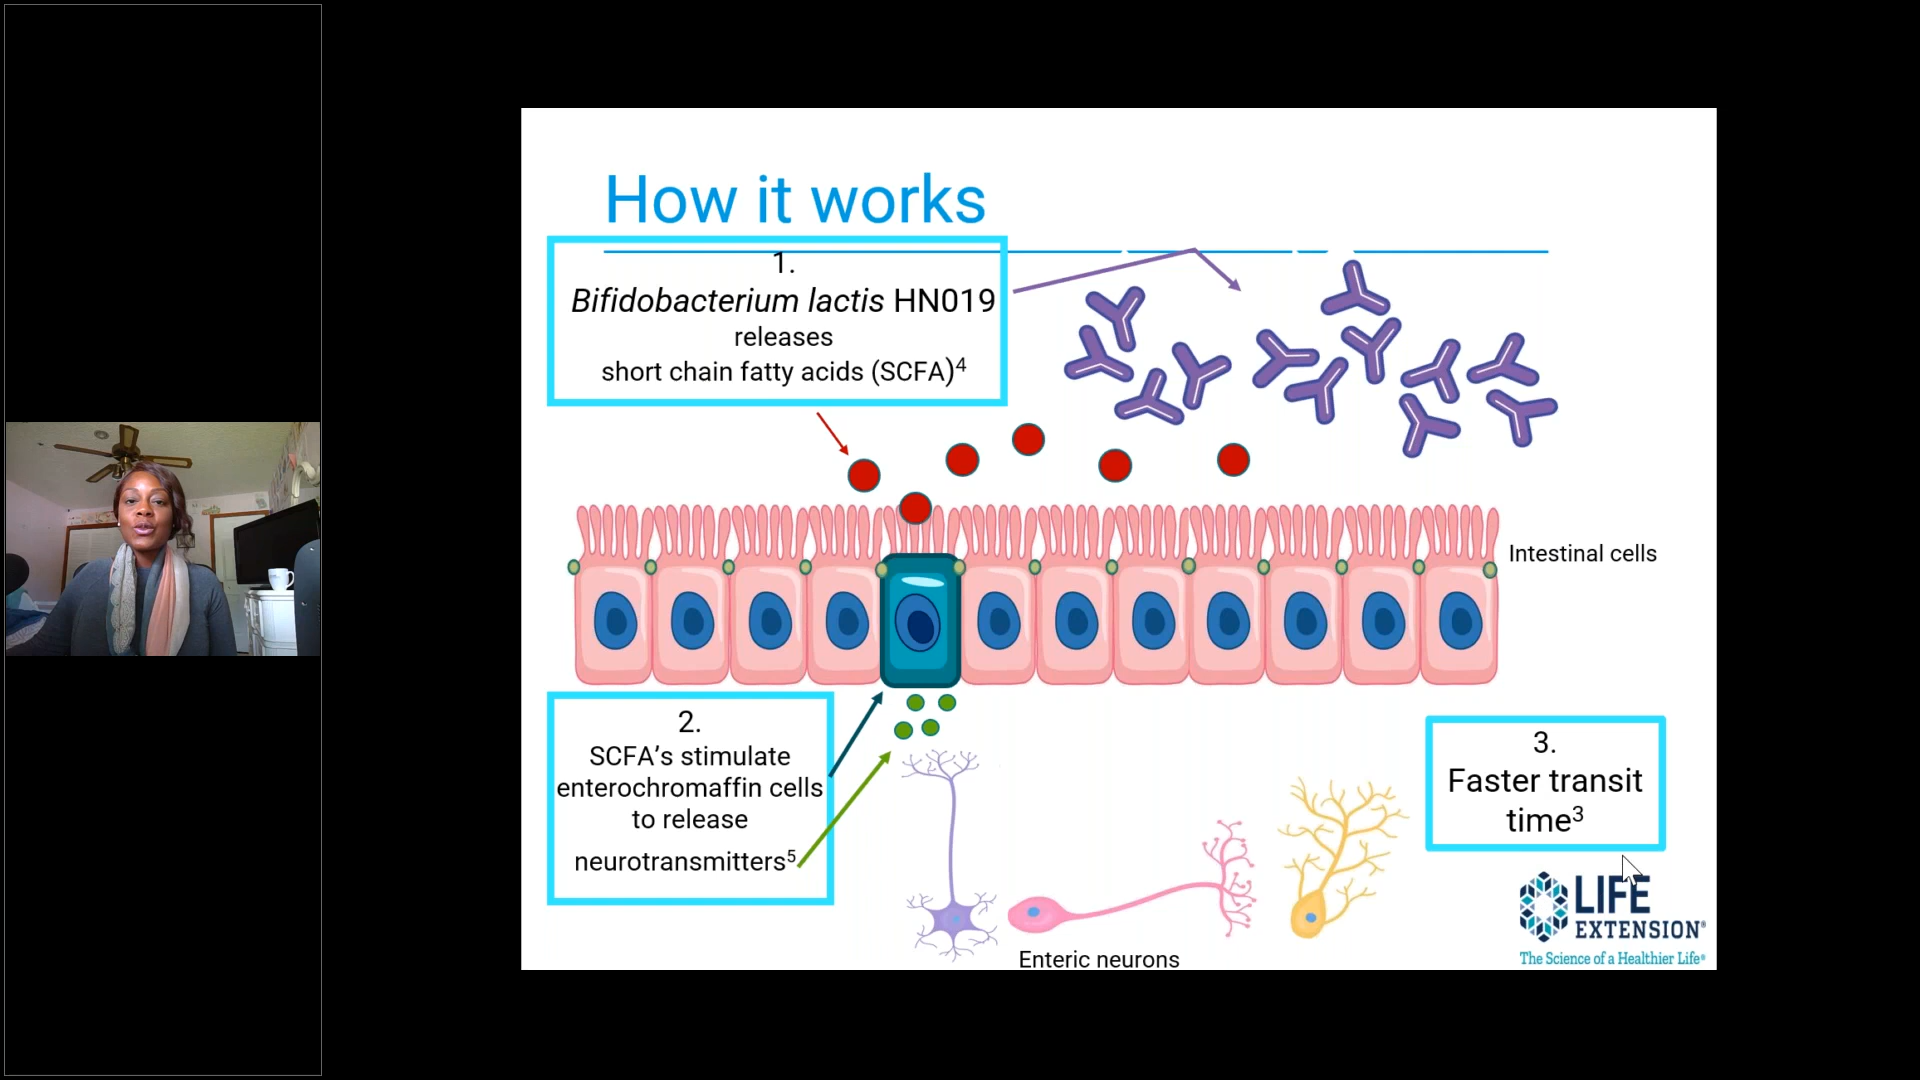 How it works
1.
Bifidobacterium lactis HN019
releases
short chain fatty acids (SCFA)4
Intestinal cells
2.
SCFA’s stimulate
enterochromaffin cells
to release
neurotransmitters5
3.
Faster transit
time3
Enteric neurons
LIFE
EXTENSION®
The Science of a Healthier Life®